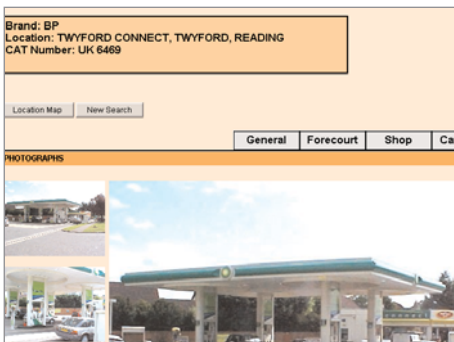 Brand: BP
Location: TWYFORD CONNECT, TWYFORD, READING
CAT Number: UK 6469
Location Map New Search
General Forecourt Shop Ca
PHOTOGRAPHS